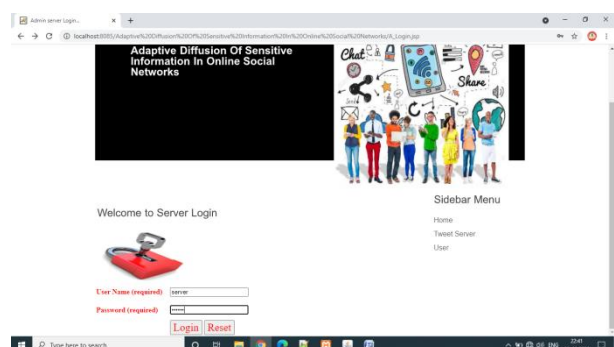 Admin server Login..
localhost:8085/Adaptive%20Diffusion%20Of%20Sensitive%20Information%20In%20Online%20Social%20Networks/A_Login.jsp
Adaptive Diffusion Of Sensitive
Information In Online Social
Networks
Chat
Share
Sidebar Menu
Welcome to Server Login
Home
Tweet Server
User
User Name (required) server
Password (required) ••••••
Login Reset
Type here to search
ENG 22:41